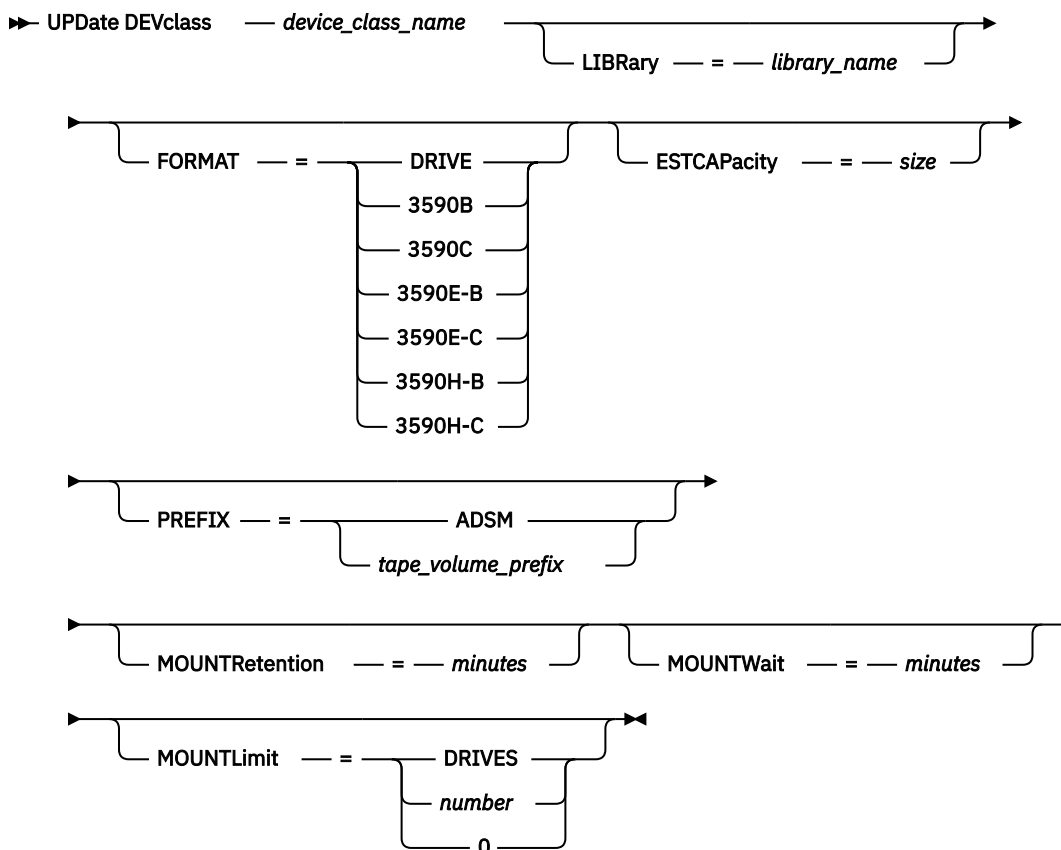 UPDate DEVclass device_class_name
LIBRary = library_name
FORMAT = DRIVE ESTCAPacity = size
3590B
3590C
3590E-B
3590E-C
3590H-B
3590H-C
PREFIX = ADSM
tape_volume_prefix
MOUNTRetention = minutes MOUNTWait = minutes
MOUNTLimit = DRIVES
number
0